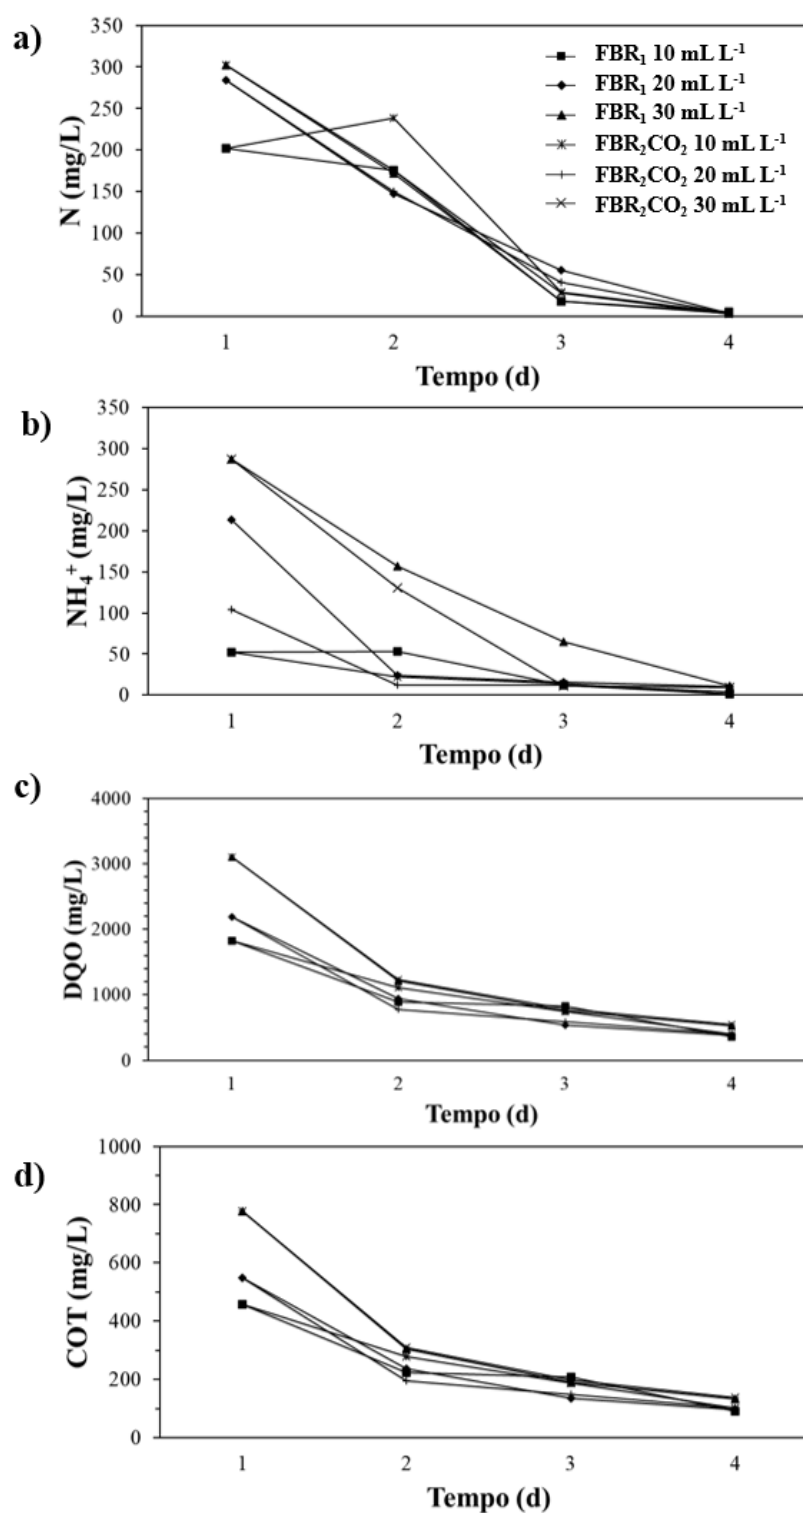 a)
350
300
250
200
150
100
50
0
N (mg/L)
FBR₁ 10 mL L⁻¹
FBR₁ 20 mL L⁻¹
FBR₁ 30 mL L⁻¹
FBR₂CO₂ 10 mL L⁻¹
FBR₂CO₂ 20 mL L⁻¹
FBR₂CO₂ 30 mL L⁻¹
1 2 3 4
Tempo (d)
b)
350
300
250
200
150
100
50
0
NH₄⁺ (mg/L)
1 2 3 4
Tempo (d)
c)
4000
3000
2000
1000
0
DQO (mg/L)
1 2 3 4
Tempo (d)
d)
1000
800
600
400
200
0
COT (mg/L)
1 2 3 4
Tempo (d)